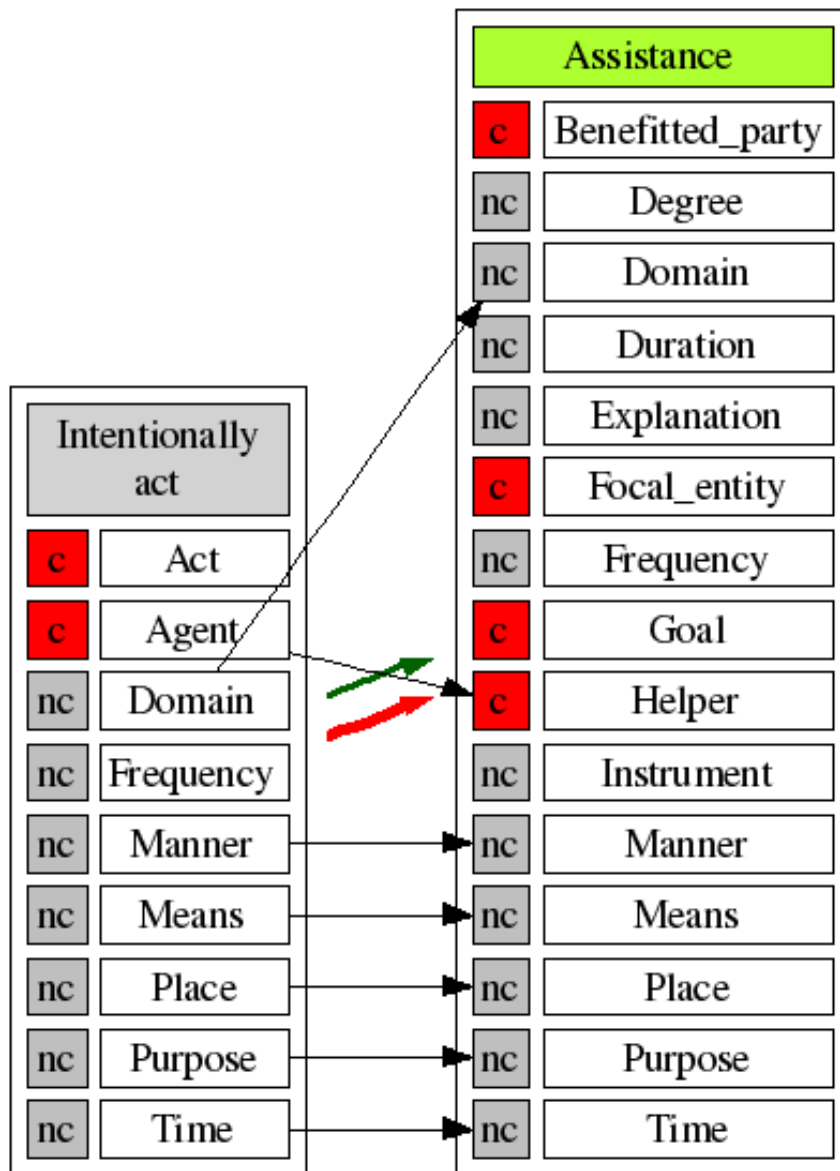 Assistance
c Benefitted_party
nc Degree
nc Domain
nc Duration
nc Explanation
c Focal_entity
nc Frequency
c Goal
c Helper
nc Instrument
nc Manner
nc Means
nc Place
nc Purpose
nc Time
Intentionally
act
c Act
c Agent
nc Domain
nc Frequency
nc Manner
nc Means
nc Place
nc Purpose
nc Time